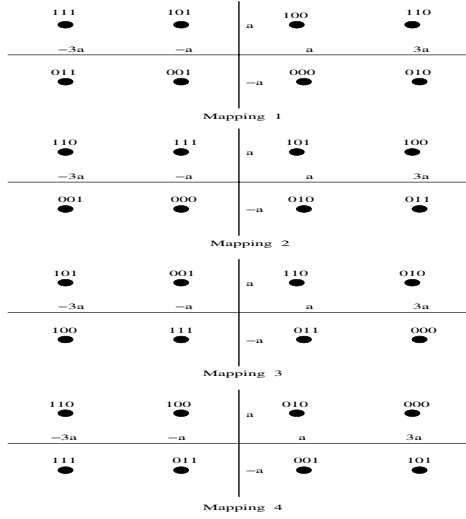 111 101 100 110
a
−3a −a a 3a
011 001 000 010
−a
Mapping 1
110 111 101 100
a
−3a −a a 3a
001 000 010 011
−a
Mapping 2
101 001 110 010
a
−3a −a a 3a
100 111 011 000
−a
Mapping 3
110 100 010 000
a
−3a −a a 3a
111 011 001 101
−a
Mapping 4